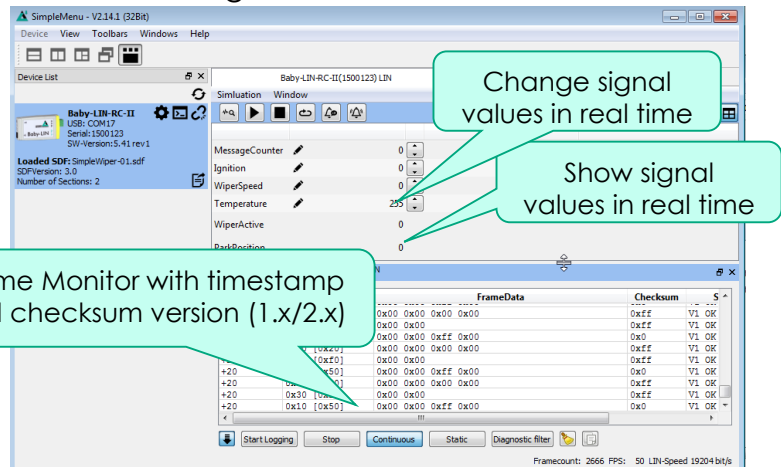 SimpleMenu - V2.14.1 (32Bit)
Device View Toolbars Windows Help
Device List
Baby-LIN-RC-II
USB: COM17
Serial:1500123
SW-Version:5.41 rev1
Baby-LIN
Loaded SDF: SimpleWiper-01.sdf
SDFVersion: 3.0
Number of Sections: 2
Baby-LIN-RC-II(1500123) LIN
Simluation Window
Change signal
values in real time
MessageCounter 0
Ignition 0
WiperSpeed 0
Temperature 255
WiperActive 0
ParkPosition 0
Show signal
values in real time
me Monitor with timestamp
checksum version (1.x/2.x)
FrameData Checksum S
0x00 0x00 0x00 0x00 0xff V1 OK
0x00 0x00 0xff V1 OK
0x00 0x00 0xff 0x00 0x0 V1 OK
[0x20] 0x00 0x00 0x00 0x00 0xff V1 OK
[0xf0] 0x00 0x00 0xff V1 OK
+20 0x50] 0x00 0x00 0xff 0x00 0x0 V1 OK
+20 0x00 0x00 0x00 0x00 0xff V1 OK
+20 0x30 0x00 0x00 0xff V1 OK
+20 0x10 [0x50] 0x00 0x00 0xff 0x00 0x0 V1 OK
Start Logging Stop Continuous Static Diagnostic filter
Framecount: 2666 FPS: 50 LIN-Speed 19204 bit/s